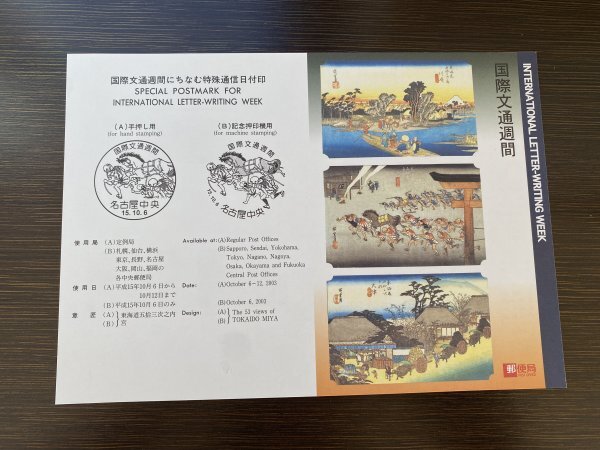 国際文通週間にちなむ特殊通信日付印
SPECIAL POSTMARK FOR
INTERNATIONAL LETTER-WRITING WEEK
(A)手押し用
(for hand stamping)
(B)記念押印機用
(for machine stamping)
国際文通週間
名古屋中央
15.10.6
国際文通週間
名古屋中央
15.10.6
使用局 (A)定例局
(B)札幌、仙台、横浜
東京、長野、名古屋
大阪、岡山、福岡の
各中央郵便局
使用日 (A)平成15年10月6日から
10月12日まで
(B)平成15年10月6日のみ
意匠 (A) 東海道五拾三次之内
(B) 宮
Available at: (A)Regular Post Offices
(B)Sapporo, Sendai, Yokohama,
Tokyo, Nagano, Nagoya,
Osaka, Okayama and Fukuoka
Central Post Offices
Date: (A)October 6-12, 2003
(B)October 6, 2003
Design: (A) The 53 views of
(B) TOKAIDO MIYA
国際文通週間
INTERNATIONAL LETTER-WRITING WEEK
郵便局